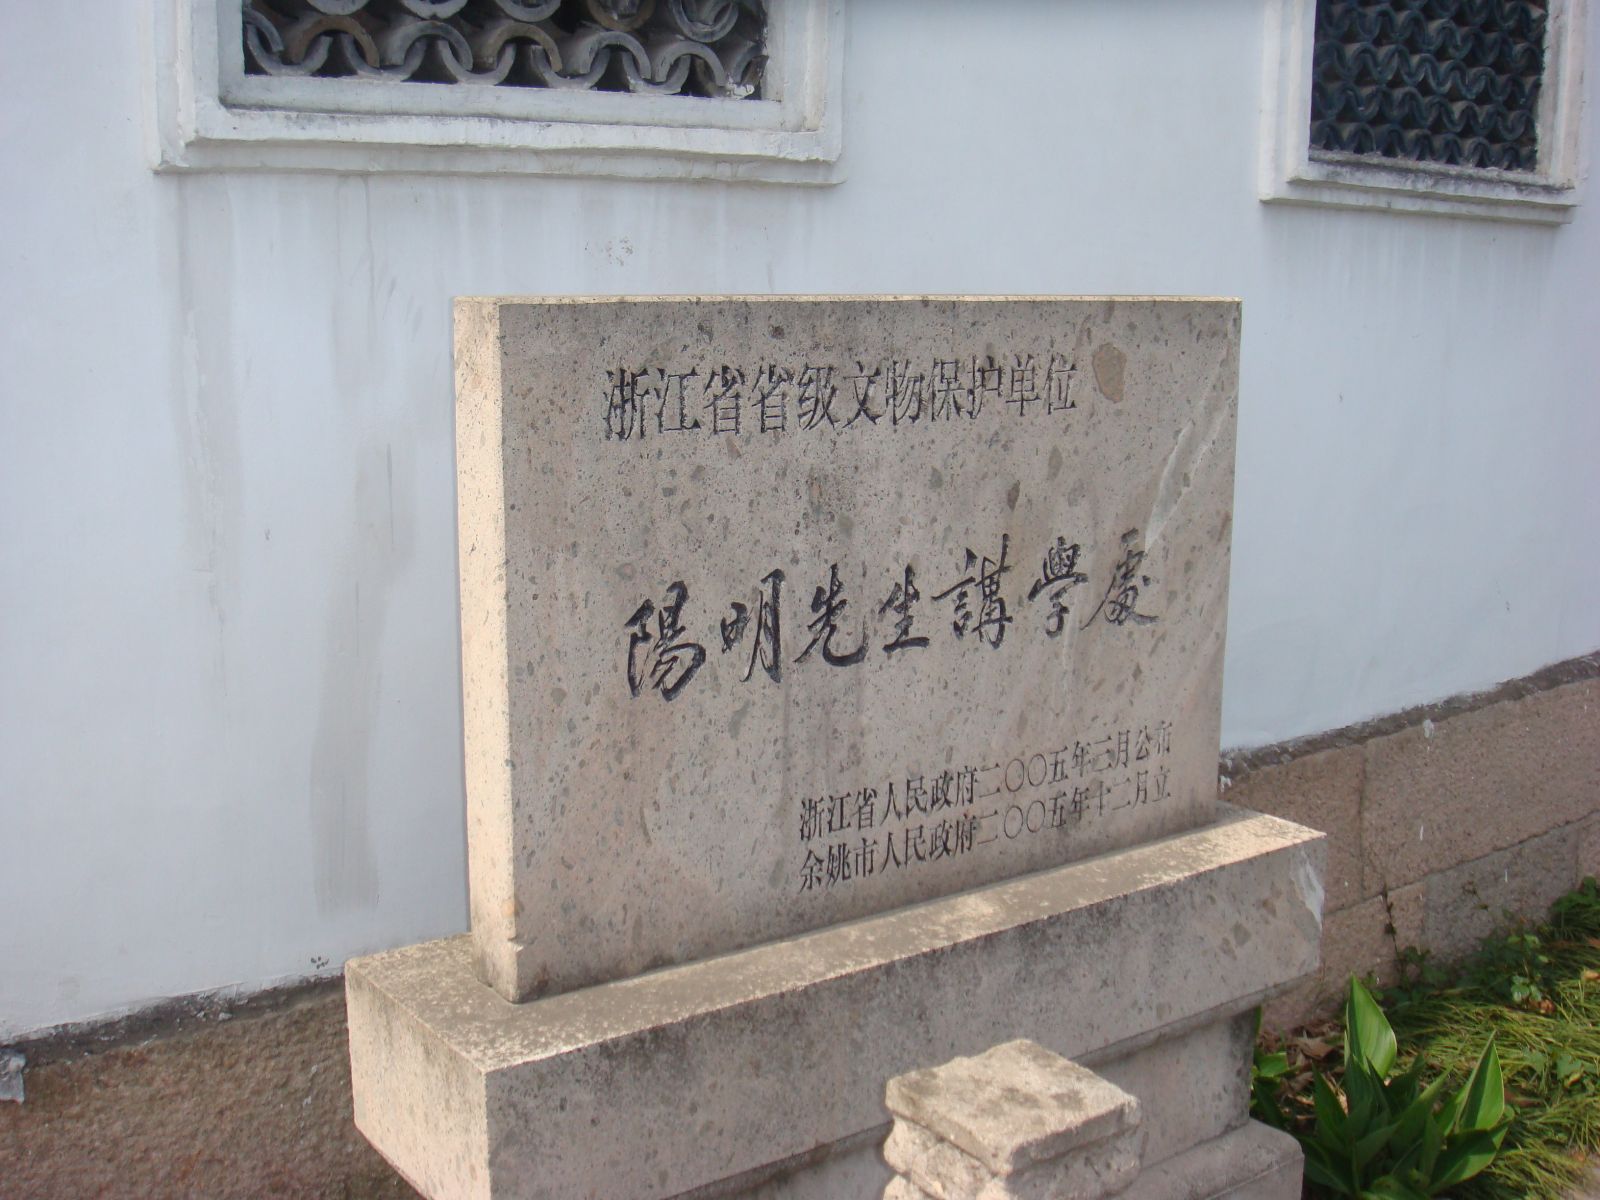 浙江省省级文物保护单位
陽明先生講學處
浙江省人民政府二〇〇五年三月公布
余姚市人民政府二〇〇五年十二月立